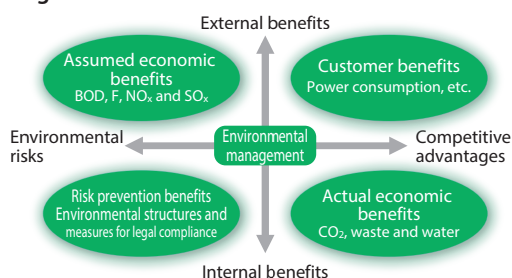 External benefits
Assumed economic
benefits
BOD, F, NOx and SOx
Customer benefits
Power consumption, etc.
Environmental
risks
Environmental
management
Competitive
advantages
Risk prevention benefits
Environmental structures and
measures for legal compliance
Actual economic
benefits
CO2, waste and water
Internal benefits